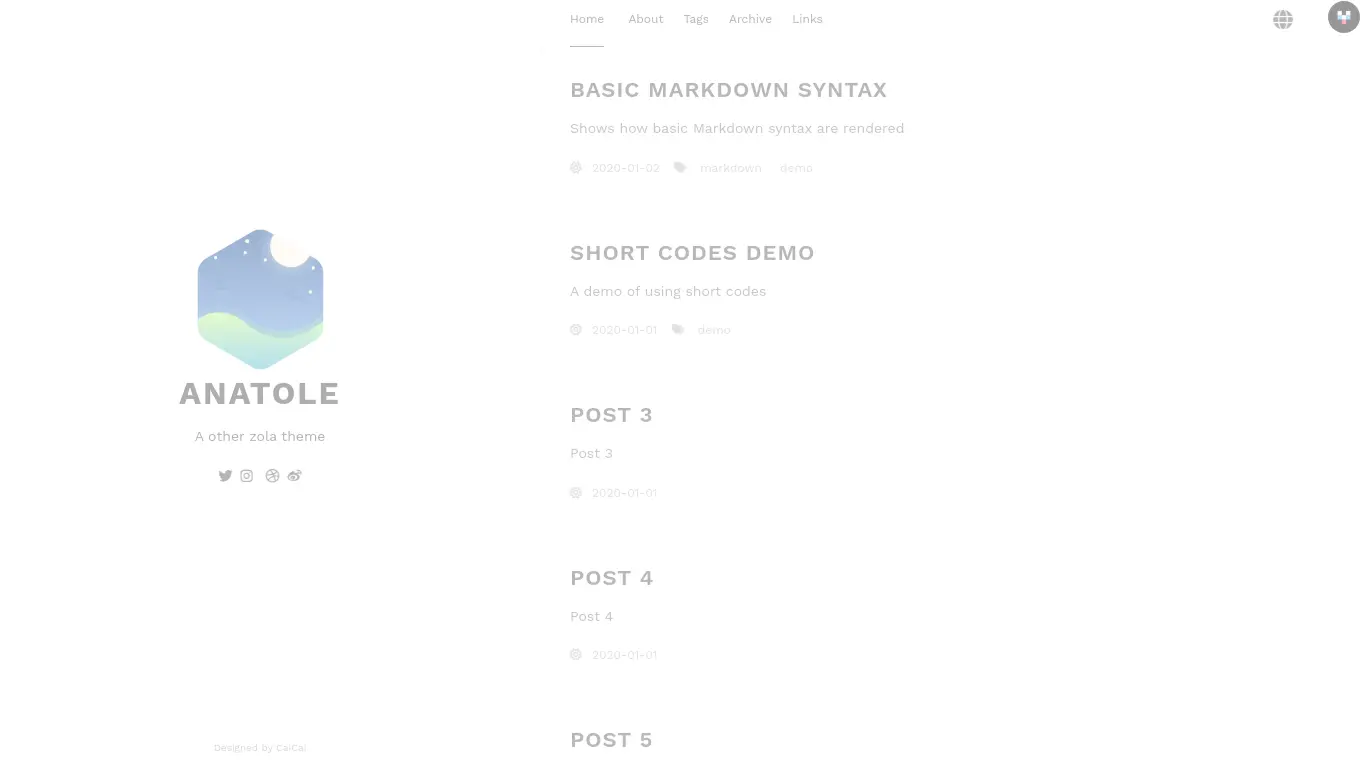 Home About Tags Archive Links
BASIC MARKDOWN SYNTAX
Shows how basic Markdown syntax are rendered
2020-01-02 markdown demo
SHORT CODES DEMO
A demo of using short codes
2020-01-01 demo
POST 3
Post 3
2020-01-01
POST 4
Post 4
2020-01-01
POST 5
ANATOLE
A other zola theme
Designed by CaiCai